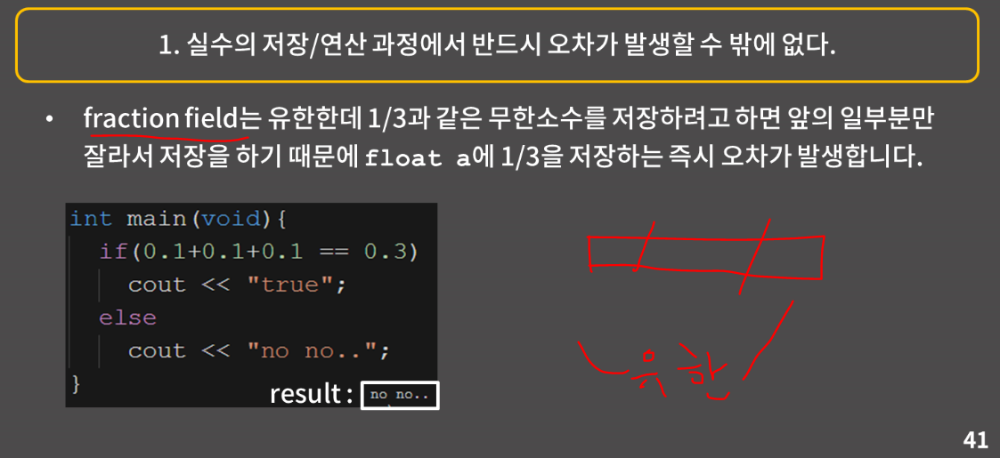 1. 실수의 저장/연산 과정에서 반드시 오차가 발생할 수 밖에 없다.
• fraction field는 유한한데 1/3과 같은 무한소수를 저장하려고 하면 앞의 일부분만
잘라서 저장을 하기 때문에 float a에 1/3을 저장하는 즉시 오차가 발생합니다.
int main(void){
if(0.1+0.1+0.1 == 0.3)
cout << "true";
else
cout << "no no..";
}
result : no no..
유한
41